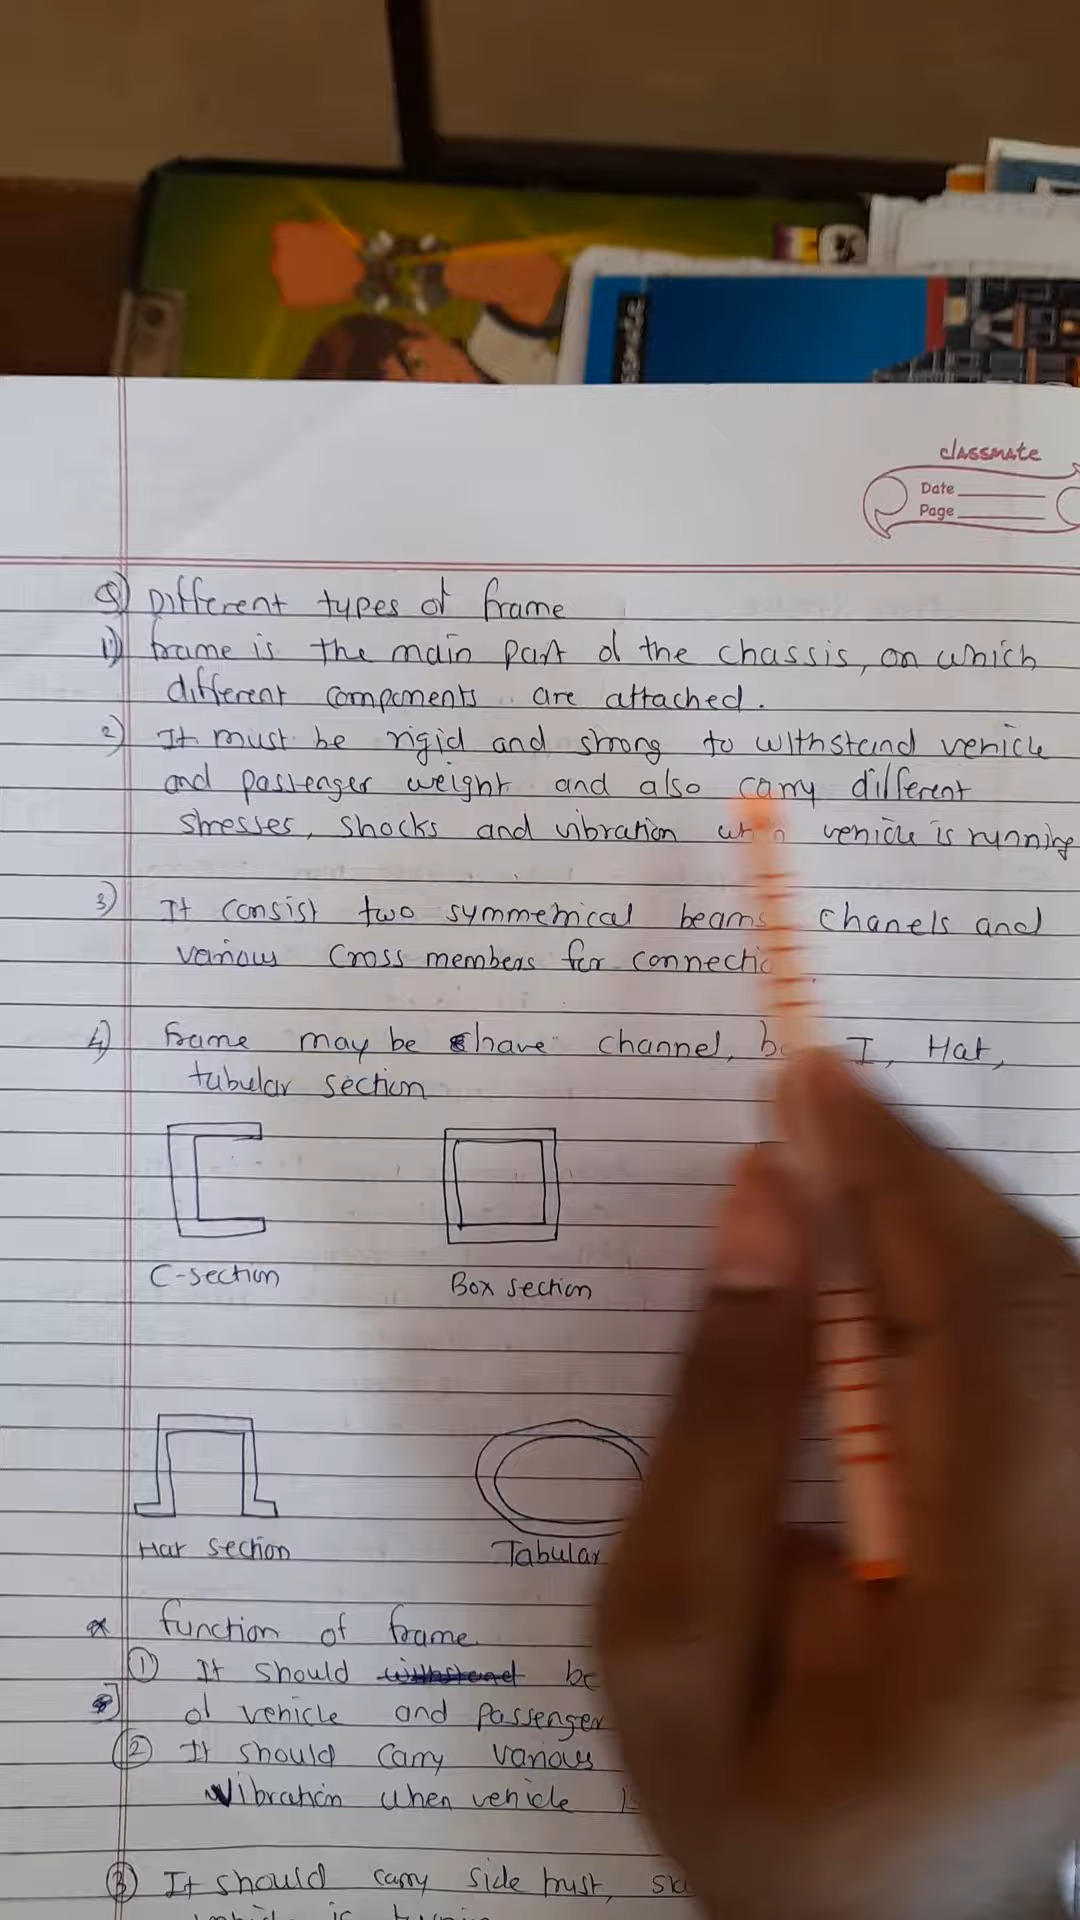 classmate
Date
Page
Q) Different types of frame
1) frame is the main part of the chassis, on which
different components are attached.
2) It must be rigid and strong to withstand vehicle
and passenger weight and also carry different
stresses, shocks and vibration vehicle is running
3) It consist two symmetrical beams chanels and
various cross members for
4) Frame may be have channel, I, Hat,
tubular section
C-section
Box section
Hat section
Tabular
* function of frame
① It should be
of vehicle and passenger
② It should carry various
vibration when vehicle
③ It should carry side trust,